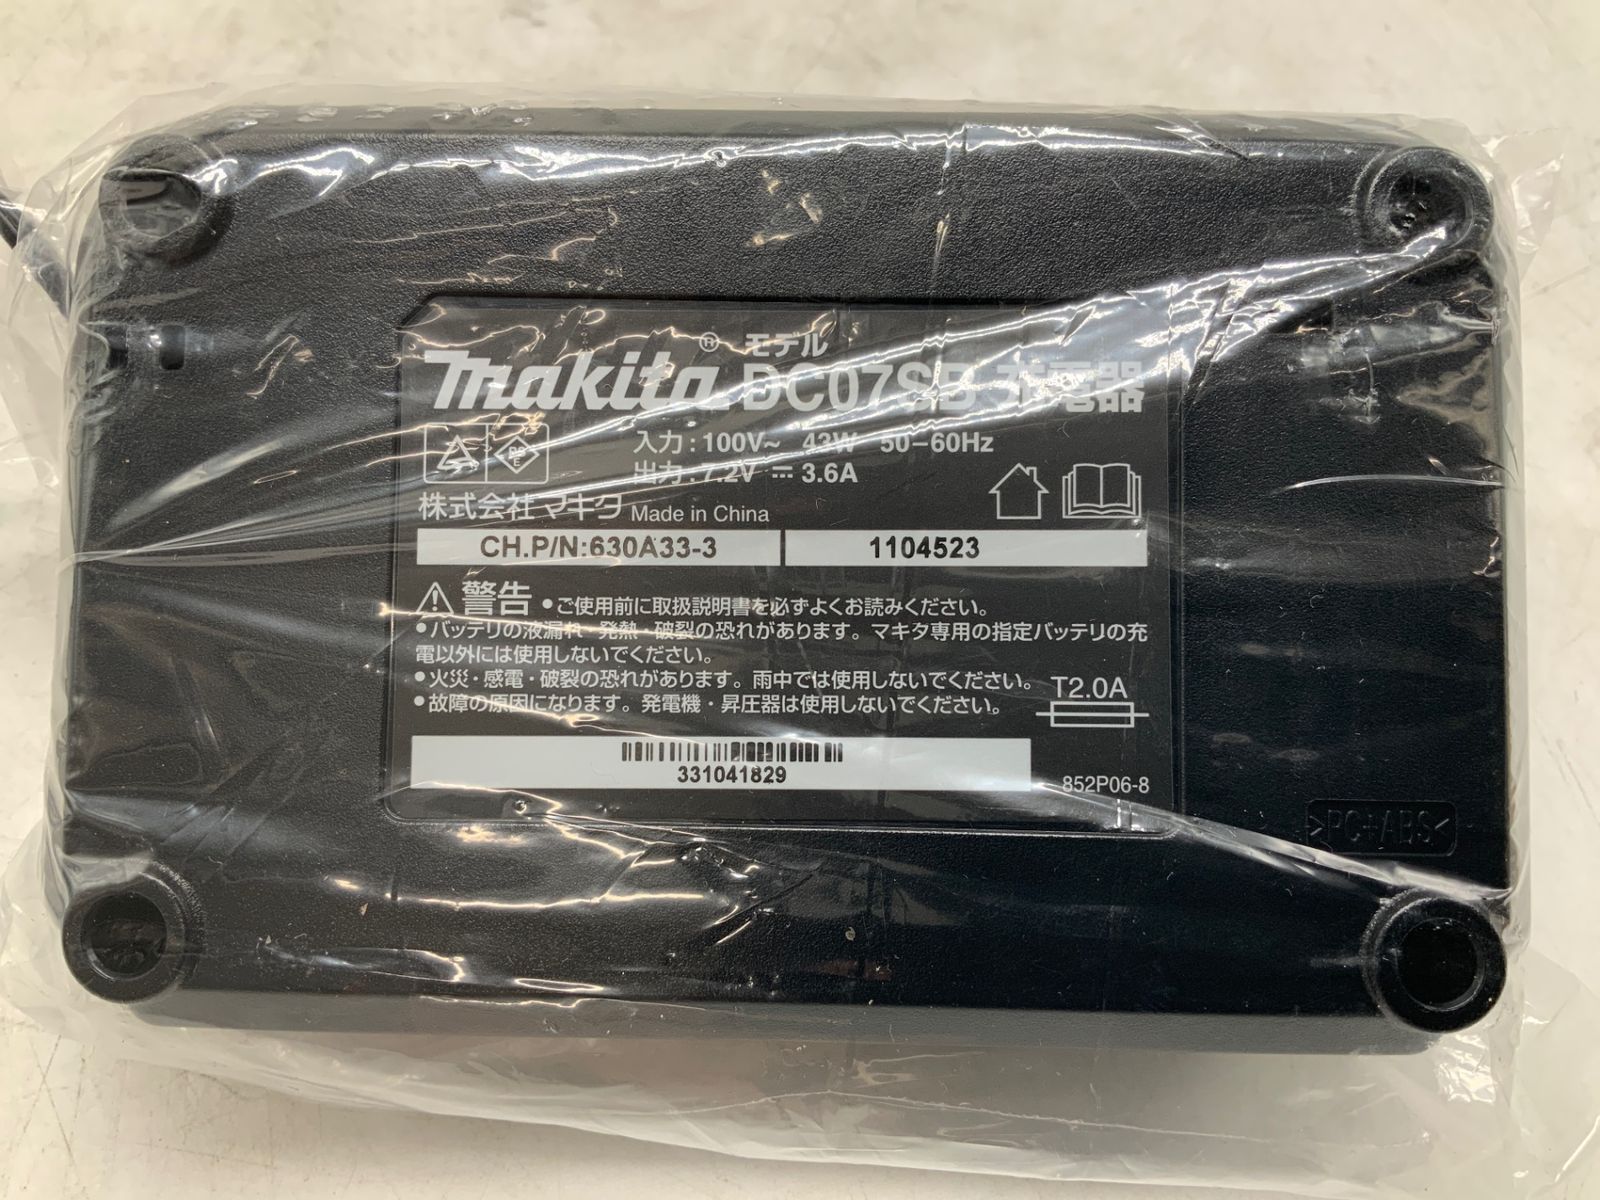 makita® モデル
DC07SB 充電器
PS
E
入力:100V~ 43W 50-60Hz
出力:7.2V ⎓ 3.6A
株式会社マキタ Made in China
CH.P/N:630A33-3 1104523
⚠警告 •ご使用前に取扱説明書を必ずよくお読みください。
•バッテリの液漏れ・発熱・破裂の恐れがあります。マキタ専用の指定バッテリの充
電以外には使用しないでください。
•火災・感電・破裂の恐れがあります。雨中では使用しないでください。
•故障の原因になります。発電機・昇圧器は使用しないでください。
T2.0A
331041829
852P06-8
>PC+ABS<